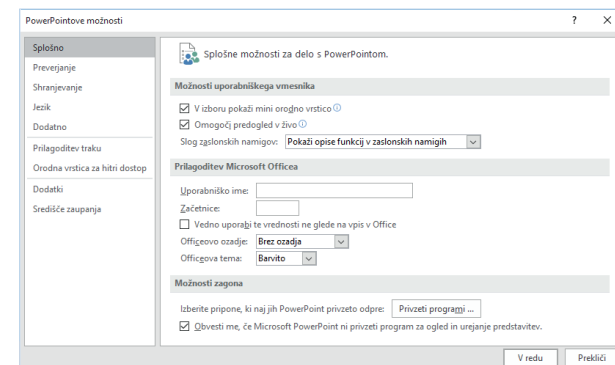 PowerPointove možnosti
? ×
Splošno
Preverjanje
Shranjevanje
Jezik
Dodatno
Prilagoditev traku
Orodna vrstica za hitri dostop
Dodatki
Središče zaupanja
Splošne možnosti za delo s PowerPointom.
Možnosti uporabniškega vmesnika
V izboru pokaži mini orodno vrstico
Omogoči predogled v živo
Slog zaslonskih namigov: Pokaži opise funkcij v zaslonskih namigih
Prilagoditev Microsoft Officea
Uporabniško ime:
Začetnice:
Vedno uporabi te vrednosti ne glede na vpis v Office
Officeovo ozadje: Brez ozadja
Officeova tema: Barvito
Možnosti zagona
Izberite pripone, ki naj jih PowerPoint privzeto odpre: Privzeti programi ...
Obvesti me, če Microsoft PowerPoint ni privzeti program za ogled in urejanje predstavitev.
V redu Prekliči